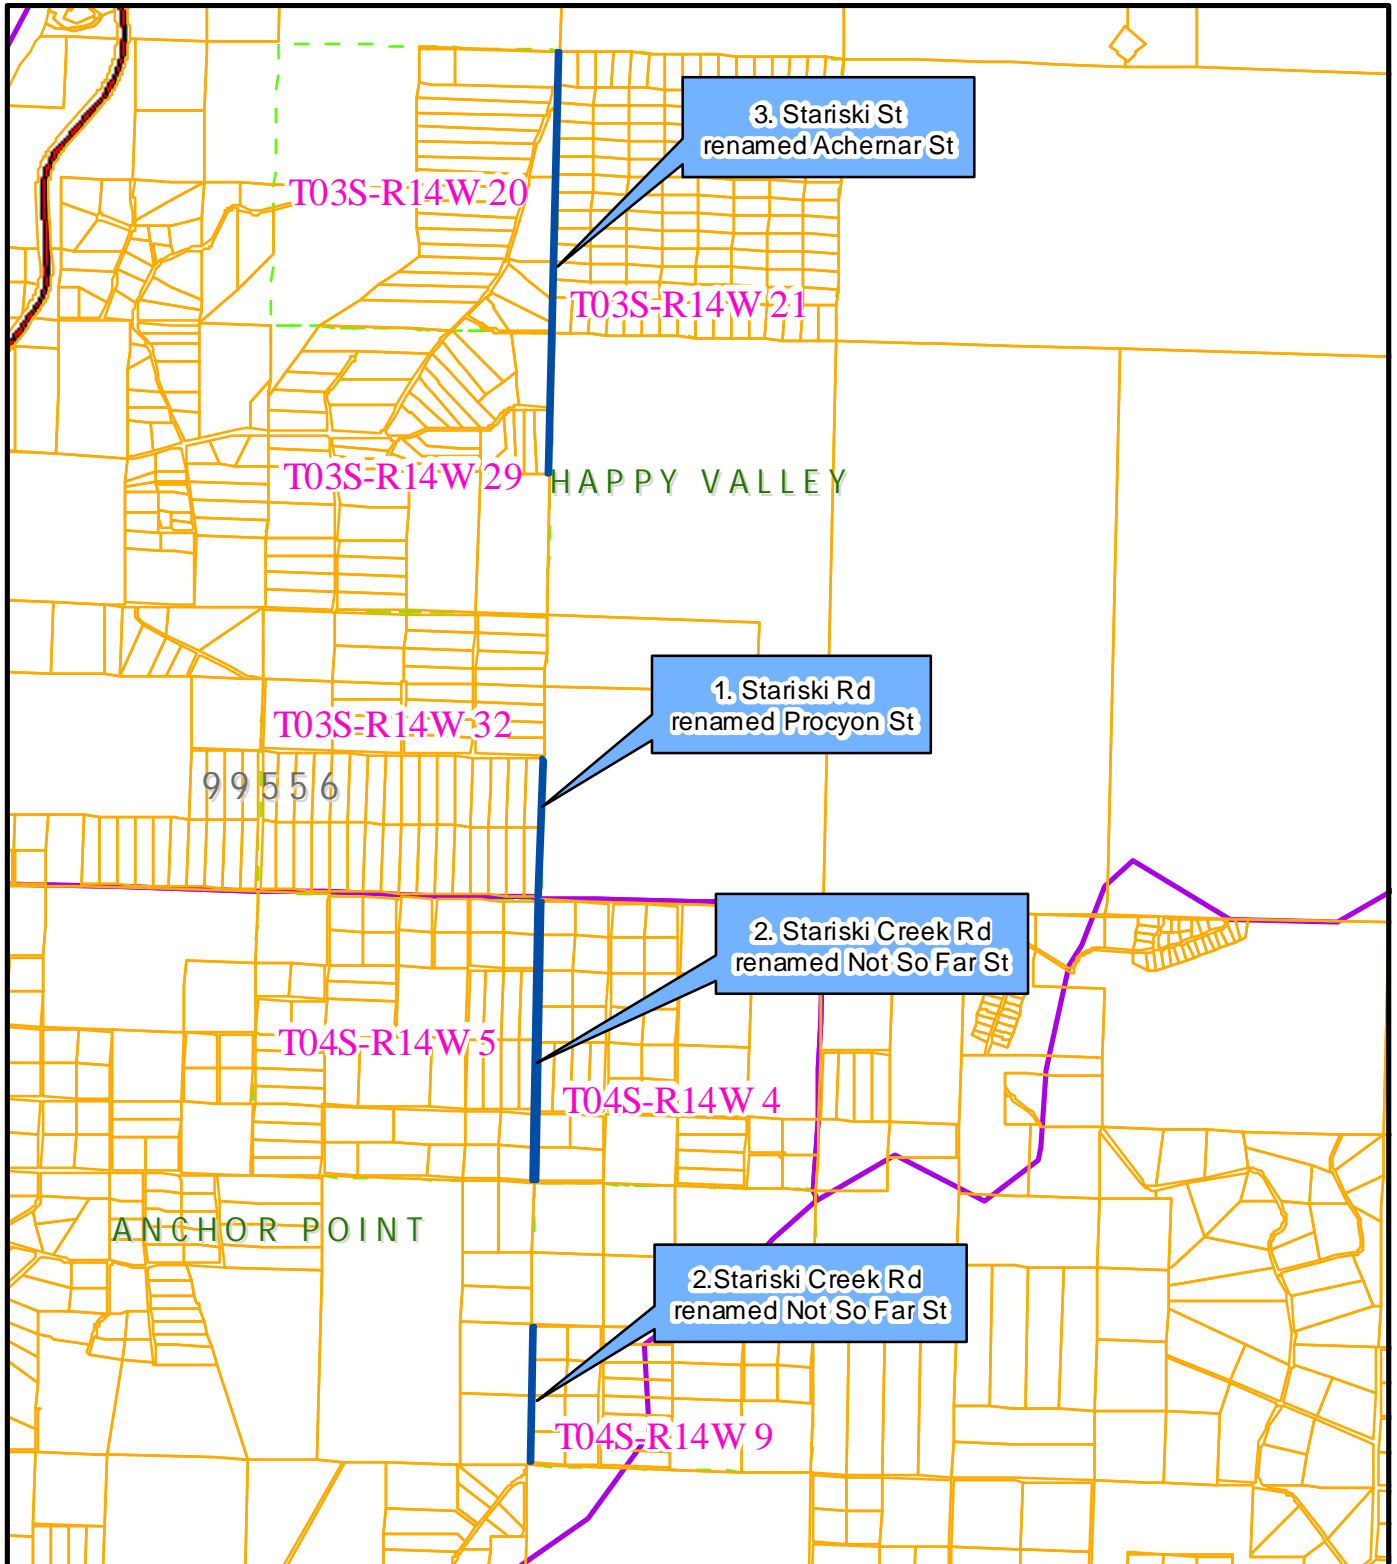 3. Stariski St
renamed Achernar St
T03S-R14W 20
T03S-R14W 21
T03S-R14W 29
HAPPY VALLEY
1. Stariski Rd
renamed Procyon St
T03S-R14W 32
99556
2. Stariski Creek Rd
renamed Not So Far St
T04S-R14W 5
T04S-R14W 4
ANCHOR POINT
2.Stariski Creek Rd
renamed Not So Far St
T04S-R14W 9